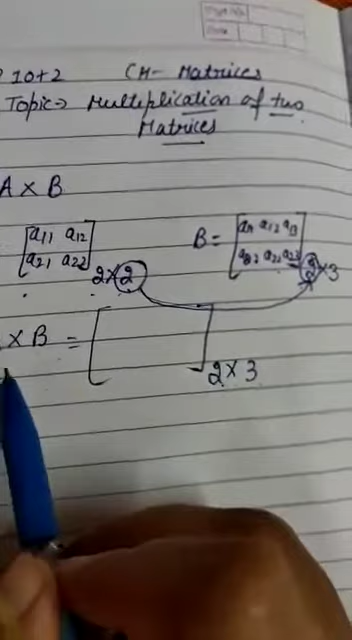 10+2 CH- Matrices
Topic→ Multiplication of two
Matrices
A × B
[a11 a12
a21 a22] 2×2
B = [a11 a12 a13
a22 a23] 2×3
× B = [ ] 2×3